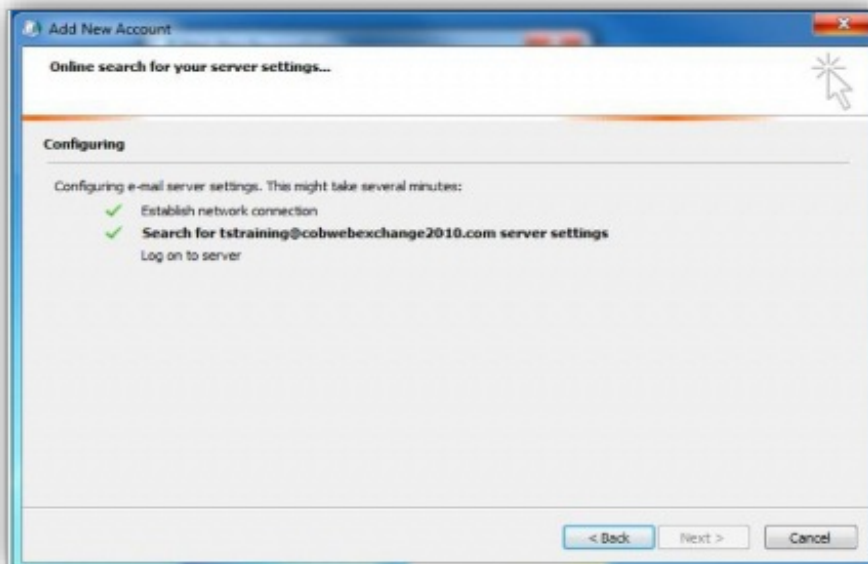 Add New Account
Online search for your server settings...
Configuring
Configuring e-mail server settings. This might take several minutes:
Establish network connection
Search for tstraining@cobwebexchange2010.com server settings
Log on to server
< Back Next > Cancel